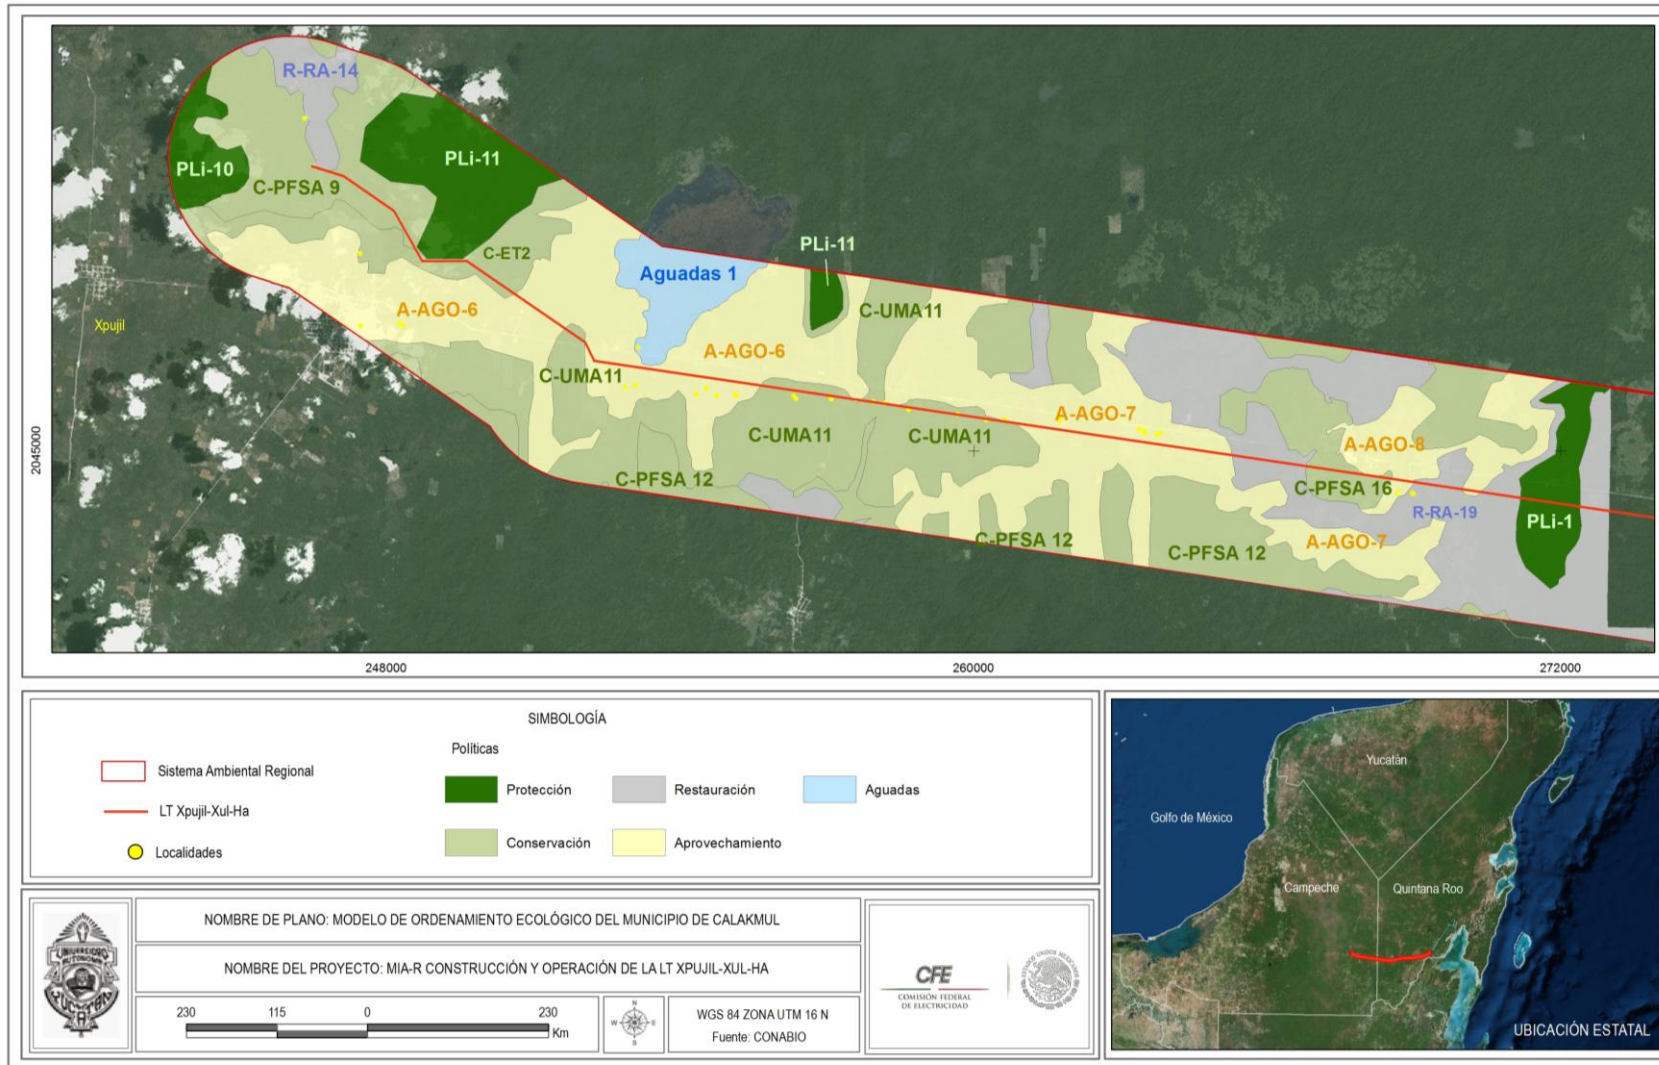 R-RA-14
PLi-10
PLi-11
C-PFSA 9
C-ET2
Aguadas 1
PLi-11
C-UMA11
Xpujil
A-AGO-6
A-AGO-6
C-UMA11
A-AGO-7
C-UMA11
C-UMA11
A-AGO-8
C-PFSA 12
C-PFSA 16
R-RA-19
PLi-1
C-PFSA 12
C-PFSA 12
A-AGO-7
2045000
248000
260000
272000
SIMBOLOGÍA
Políticas
Sistema Ambiental Regional
LT Xpujil-Xul-Ha
Localidades
Protección
Restauración
Aguadas
Conservación
Aprovechamiento
NOMBRE DE PLANO: MODELO DE ORDENAMIENTO ECOLÓGICO DEL MUNICIPIO DE CALAKMUL
NOMBRE DEL PROYECTO: MIA-R CONSTRUCCIÓN Y OPERACIÓN DE LA LT XPUJIL-XUL-HA
230 115 0 230
Km
N
W E
S
WGS 84 ZONA UTM 16 N
Fuente: CONABIO
CFE
COMISIÓN FEDERAL
DE ELECTRICIDAD
Yucatán
Golfo de México
Campeche
Quintana Roo
UBICACIÓN ESTATAL